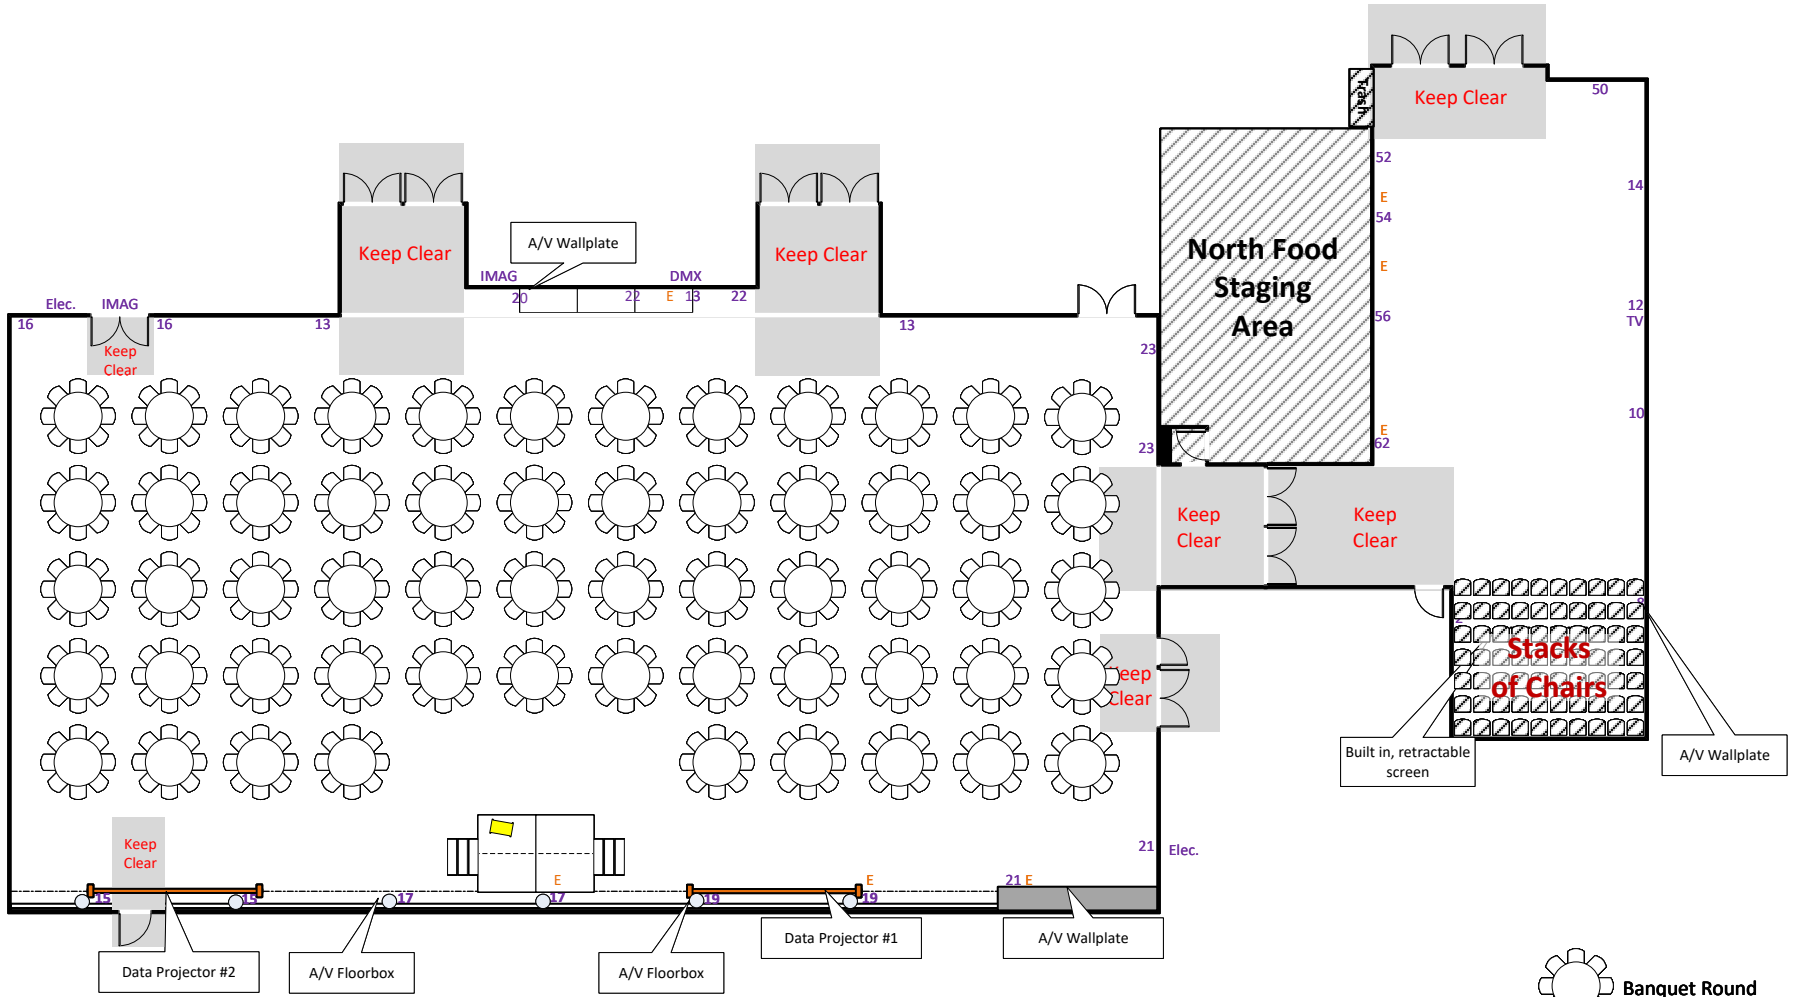 Keep Clear
Trash
50
52
14
E
54
North Food
Staging
Area
Keep Clear
A/V Wallplate
Keep Clear
E
IMAG
DMX
20
22
E
13
22
Elec.
IMAG
12
TV
16
16
13
13
56
Keep
Clear
23
10
E
62
23
Keep
Clear
Keep
Clear
8
2
Stacks
of Chairs
Keep
Clear
Built in, retractable
screen
A/V Wallplate
Keep
Clear
21
Elec.
E
E
21
E
15
15
17
17
19
19
Data Projector #2
A/V Floorbox
A/V Floorbox
Data Projector #1
A/V Wallplate
Banquet Round